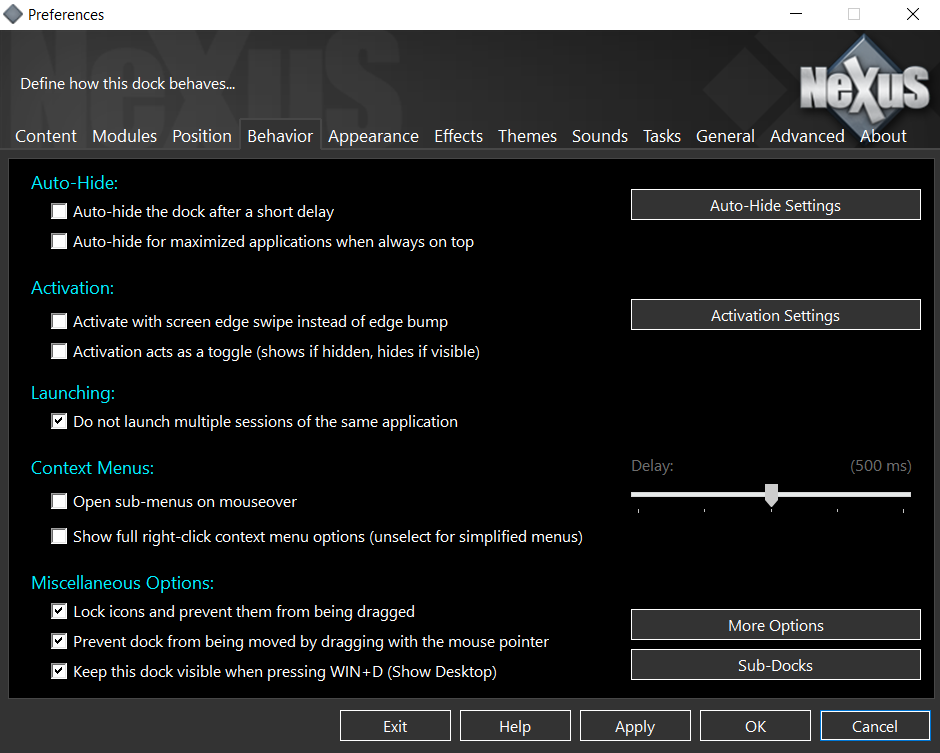 Preferences
Define how this dock behaves...
NeXuS
Content Modules Position Behavior Appearance Effects Themes Sounds Tasks General Advanced About
Auto-Hide:
Auto-hide the dock after a short delay
Auto-Hide Settings
Auto-hide for maximized applications when always on top
Activation:
Activate with screen edge swipe instead of edge bump
Activation Settings
Activation acts as a toggle (shows if hidden, hides if visible)
Launching:
Do not launch multiple sessions of the same application
Context Menus:
Delay: (500 ms)
Open sub-menus on mouseover
Show full right-click context menu options (unselect for simplified menus)
Miscellaneous Options:
Lock icons and prevent them from being dragged
More Options
Prevent dock from being moved by dragging with the mouse pointer
Sub-Docks
Keep this dock visible when pressing WIN+D (Show Desktop)
Exit Help Apply OK Cancel